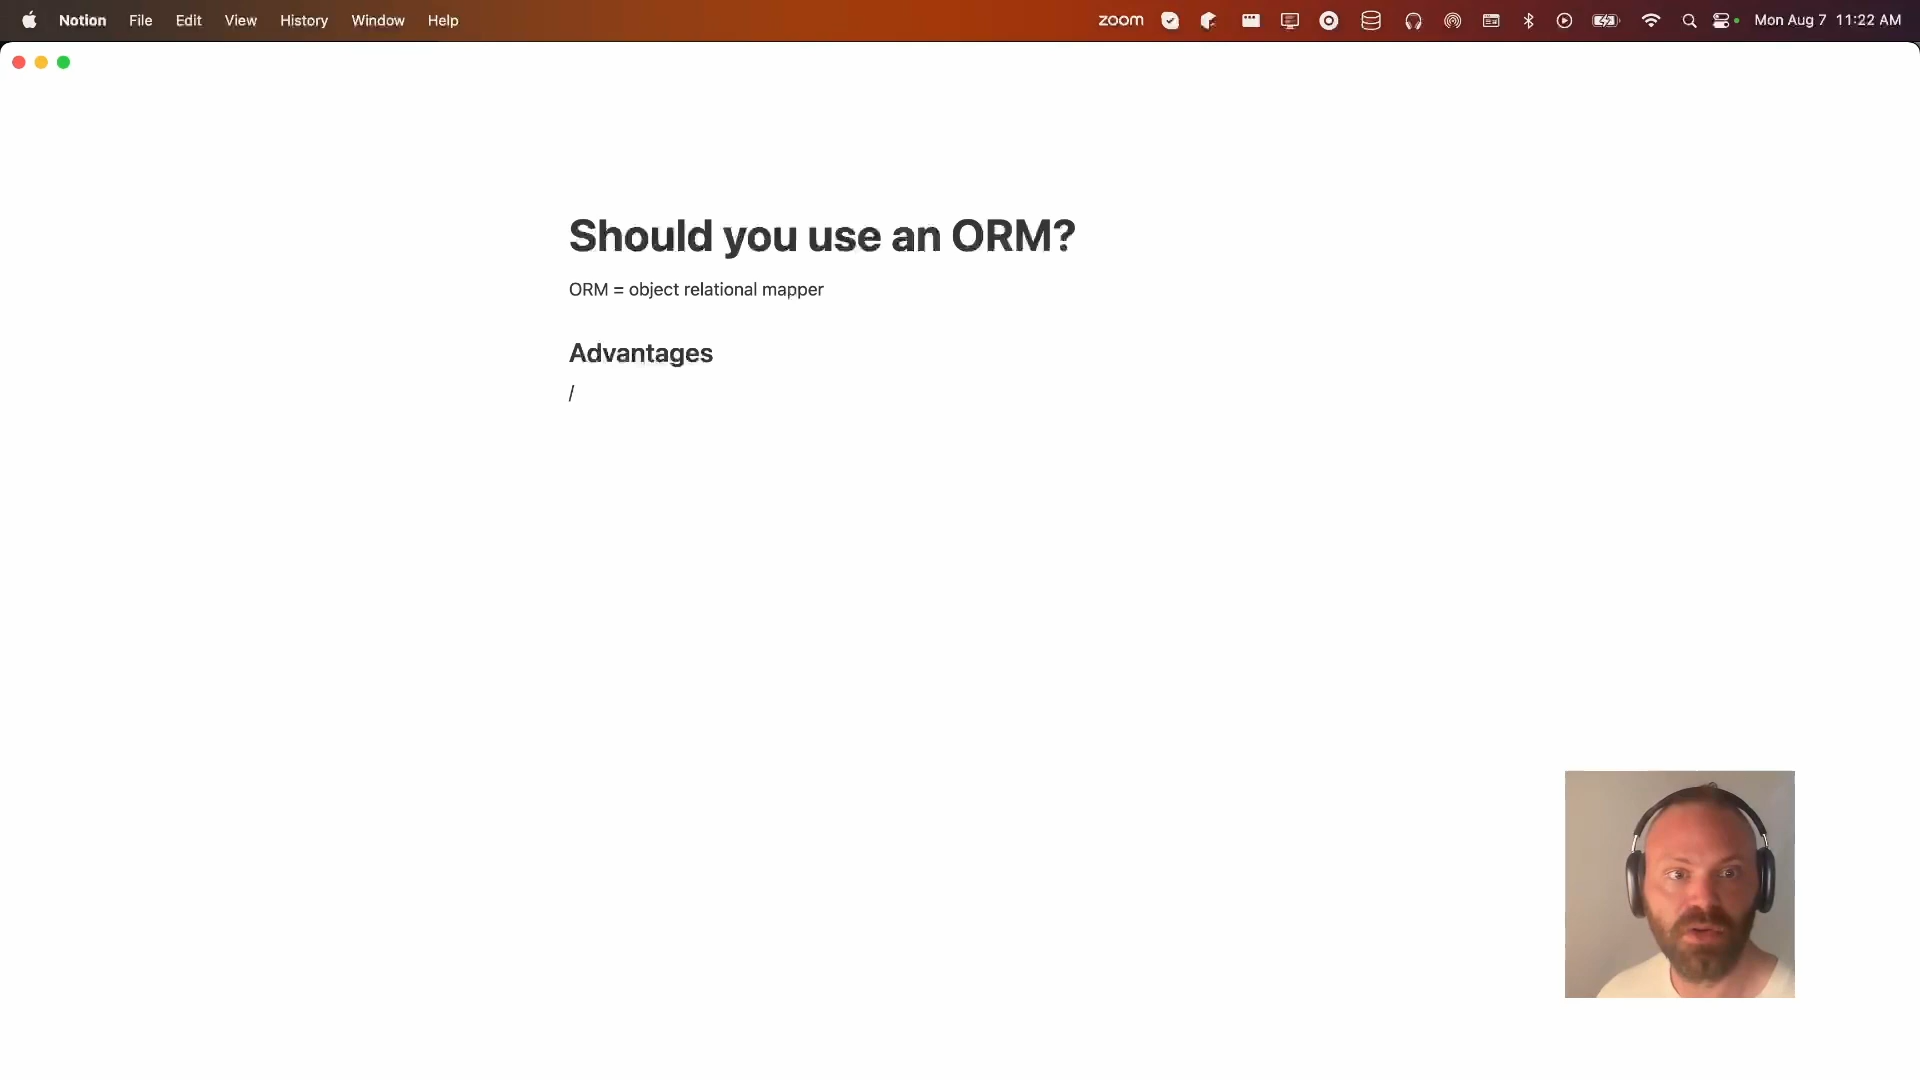 Notion File Edit View History Window Help zoom Mon Aug 7 11:22 AM
Should you use an ORM?
ORM = object relational mapper
Advantages
/